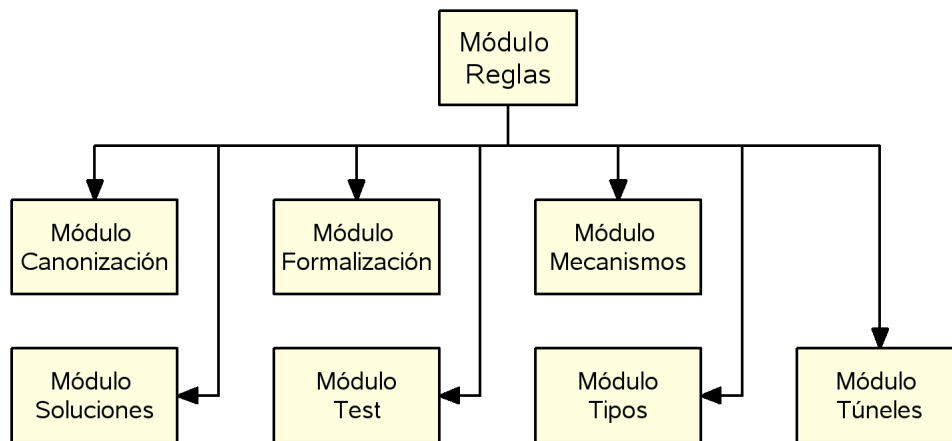 Módulo
Reglas
Módulo
Canonización
Módulo
Formalización
Módulo
Mecanismos
Módulo
Soluciones
Módulo
Test
Módulo
Tipos
Módulo
Túneles